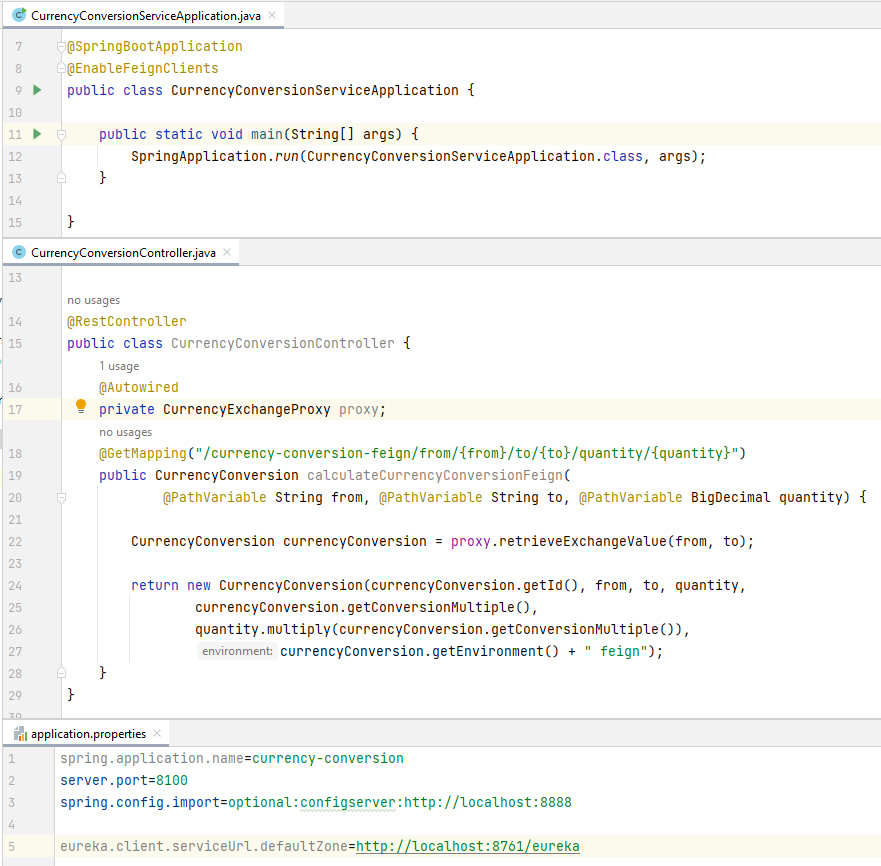 CurrencyConversionServiceApplication.java
7 @SpringBootApplication
8 @EnableFeignClients
9 public class CurrencyConversionServiceApplication {
10
11 public static void main(String[] args) {
12 SpringApplication.run(CurrencyConversionServiceApplication.class, args);
13 }
14
15 }
CurrencyConversionController.java
13
no usages
14 @RestController
15 public class CurrencyConversionController {
1 usage
16 @Autowired
17 private CurrencyExchangeProxy proxy;
no usages
18 @GetMapping("/currency-conversion-feign/from/{from}/to/{to}/quantity/{quantity}")
19 public CurrencyConversion calculateCurrencyConversionFeign(
20 @PathVariable String from, @PathVariable String to, @PathVariable BigDecimal quantity) {
21
22 CurrencyConversion currencyConversion = proxy.retrieveExchangeValue(from, to);
23
24 return new CurrencyConversion(currencyConversion.getId(), from, to, quantity,
25 currencyConversion.getConversionMultiple(),
26 quantity.multiply(currencyConversion.getConversionMultiple()),
27 environment: currencyConversion.getEnvironment() + " feign");
28 }
29 }
30
application.properties
1 spring.application.name=currency-conversion
2 server.port=8100
3 spring.config.import=optional:configserver:http://localhost:8888
4
5 eureka.client.serviceUrl.defaultZone=http://localhost:8761/eureka